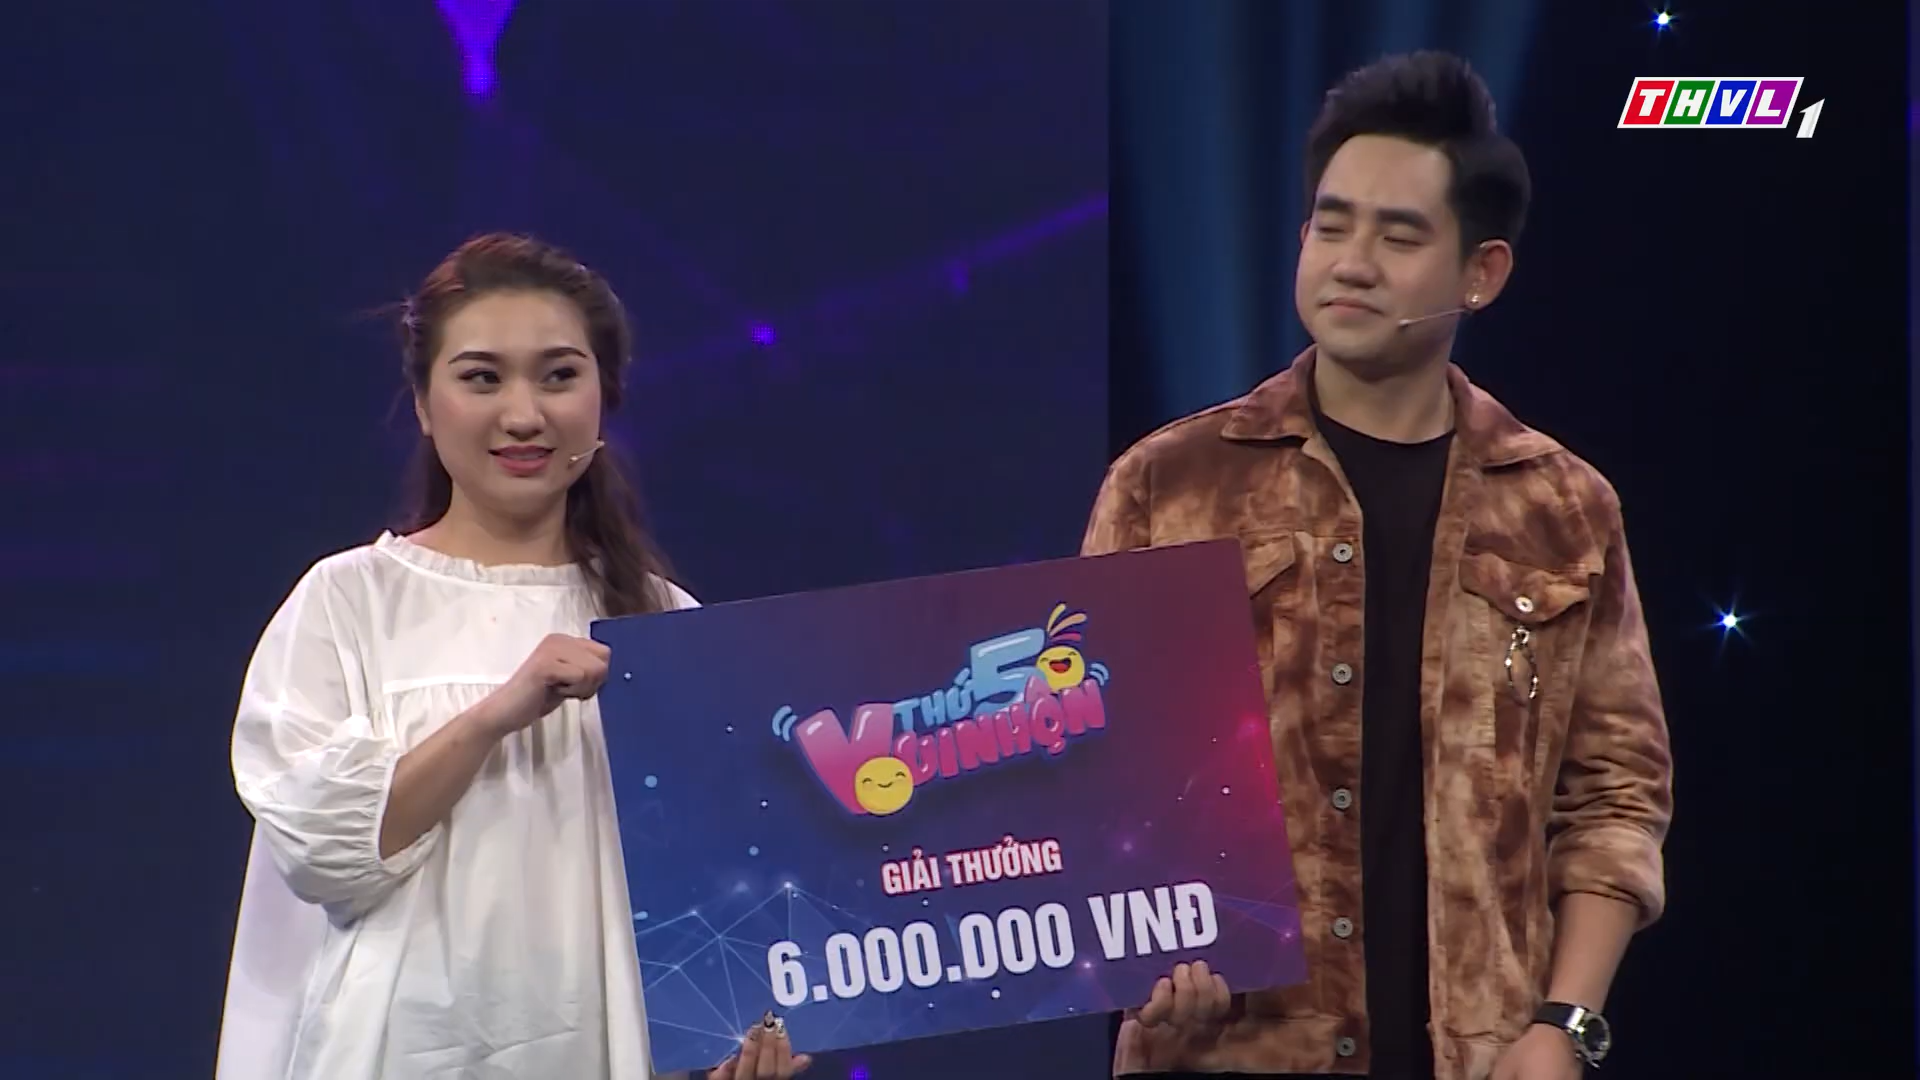 THVL1
THỨ 5
VUI NHỘN
GIẢI THƯỞNG
6.000.000 VNĐ